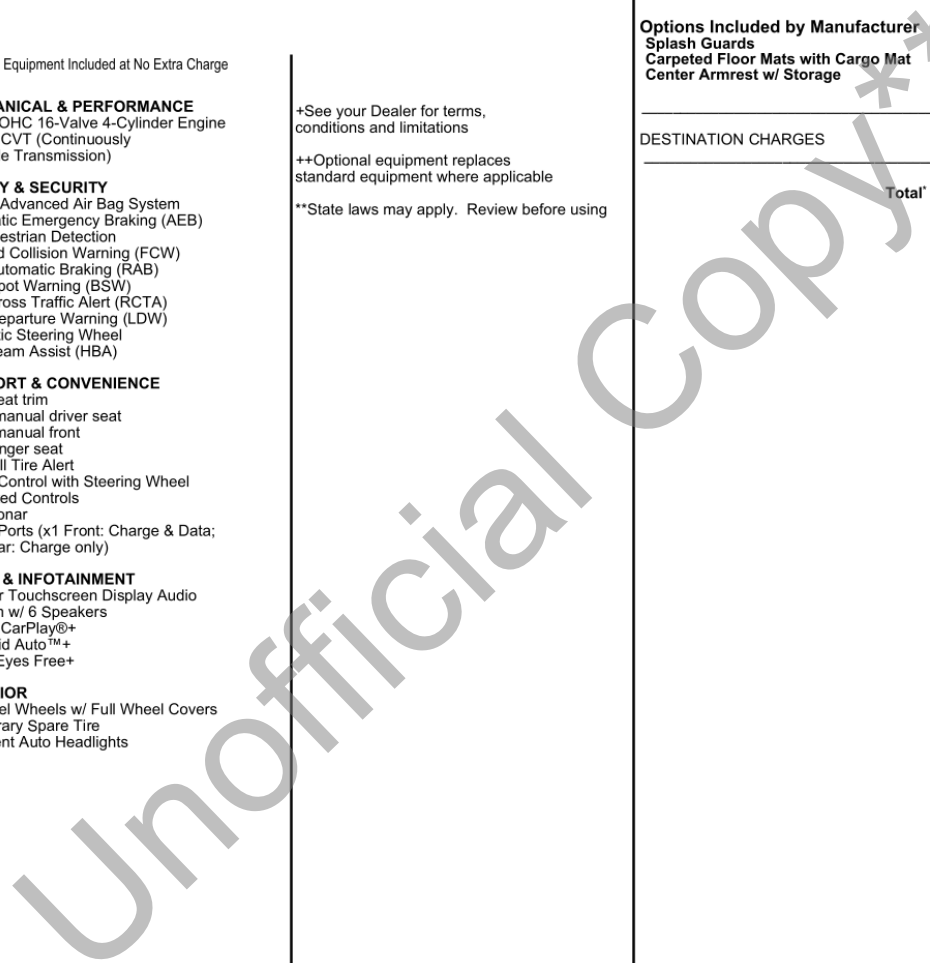 Equipment Included at No Extra Charge
ANICAL & PERFORMANCE
OHC 16-Valve 4-Cylinder Engine
CVT (Continuously
le Transmission)
Y & SECURITY
Advanced Air Bag System
tic Emergency Braking (AEB)
estrian Detection
d Collision Warning (FCW)
utomatic Braking (RAB)
pot Warning (BSW)
ross Traffic Alert (RCTA)
eparture Warning (LDW)
ic Steering Wheel
eam Assist (HBA)
ORT & CONVENIENCE
eat trim
manual driver seat
manual front
nger seat
ll Tire Alert
Control with Steering Wheel
ed Controls
onar
Ports (x1 Front: Charge & Data;
ar: Charge only)
& INFOTAINMENT
r Touchscreen Display Audio
m w/ 6 Speakers
CarPlay®+
id Auto™+
Eyes Free+
IOR
el Wheels w/ Full Wheel Covers
rary Spare Tire
ent Auto Headlights
+See your Dealer for terms,
conditions and limitations
++Optional equipment replaces
standard equipment where applicable
**State laws may apply. Review before using
Options Included by Manufacturer
Splash Guards
Carpeted Floor Mats with Cargo Mat
Center Armrest w/ Storage
DESTINATION CHARGES
Total*
Unofficial Copy**